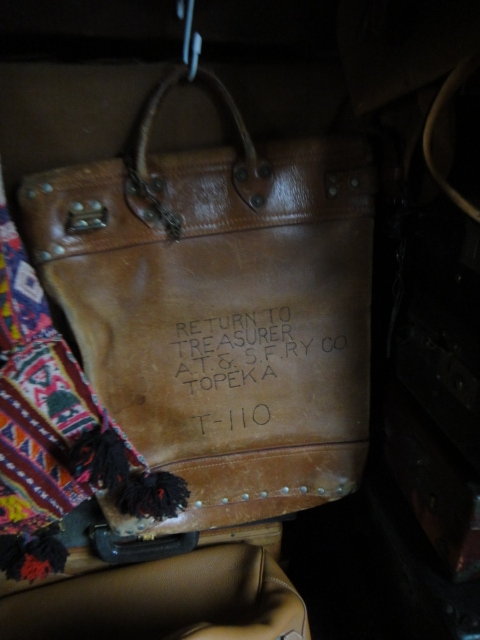 RETURN TO
TREASURER
A.T. & S.F. RY CO
TOPEKA
T-110